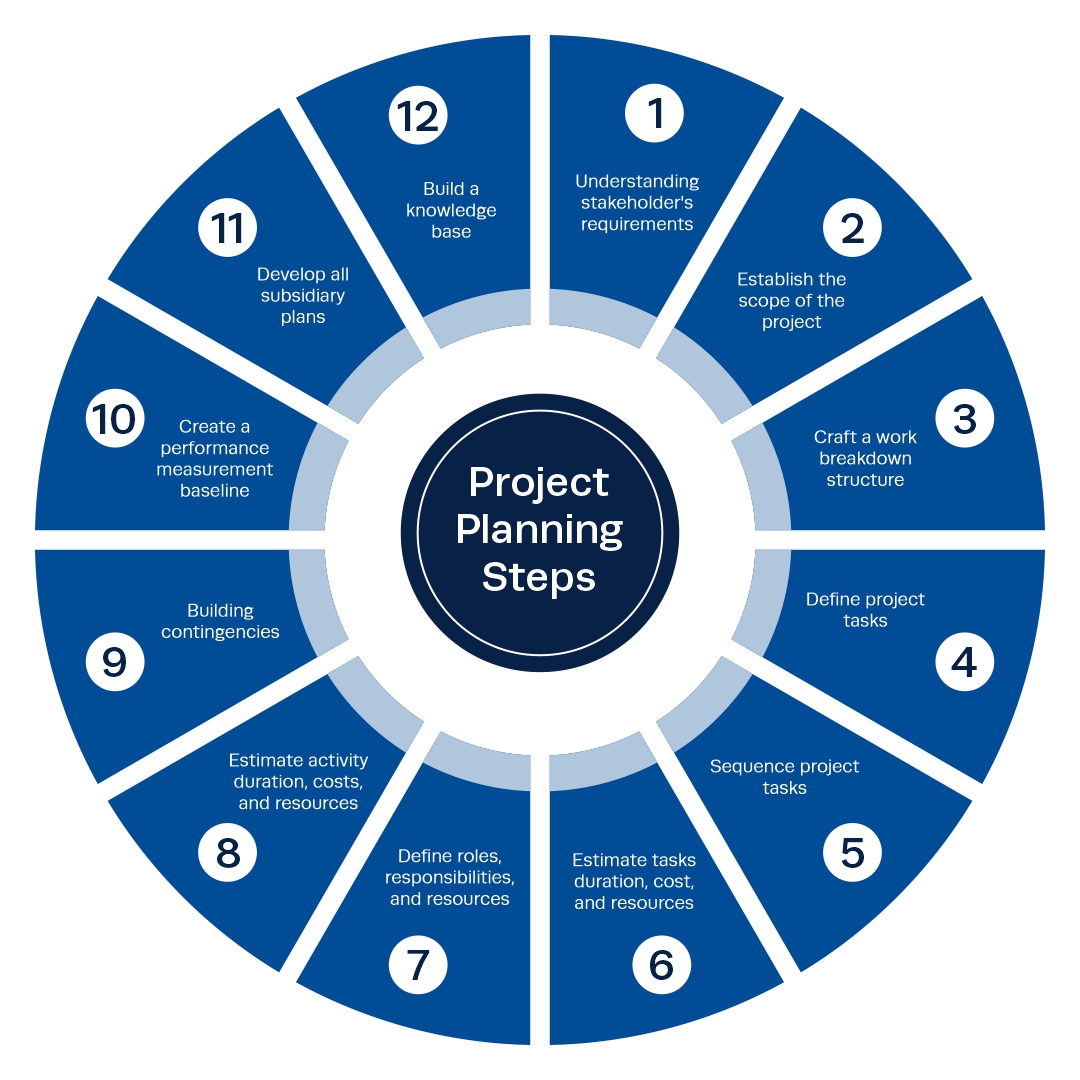 Project
Planning
Steps
1
Understanding
stakeholder's
requirements
2
Establish the
scope of the
project
3
Craft a work
breakdown
structure
4
Define project
tasks
5
Sequence project
tasks
6
Estimate tasks
duration, cost,
and resources
7
Define roles,
responsibilities,
and resources
8
Estimate activity
duration, costs,
and resources
9
Building
contingencies
10
Create a
performance
measurement
baseline
11
Develop all
subsidiary
plans
12
Build a
knowledge
base